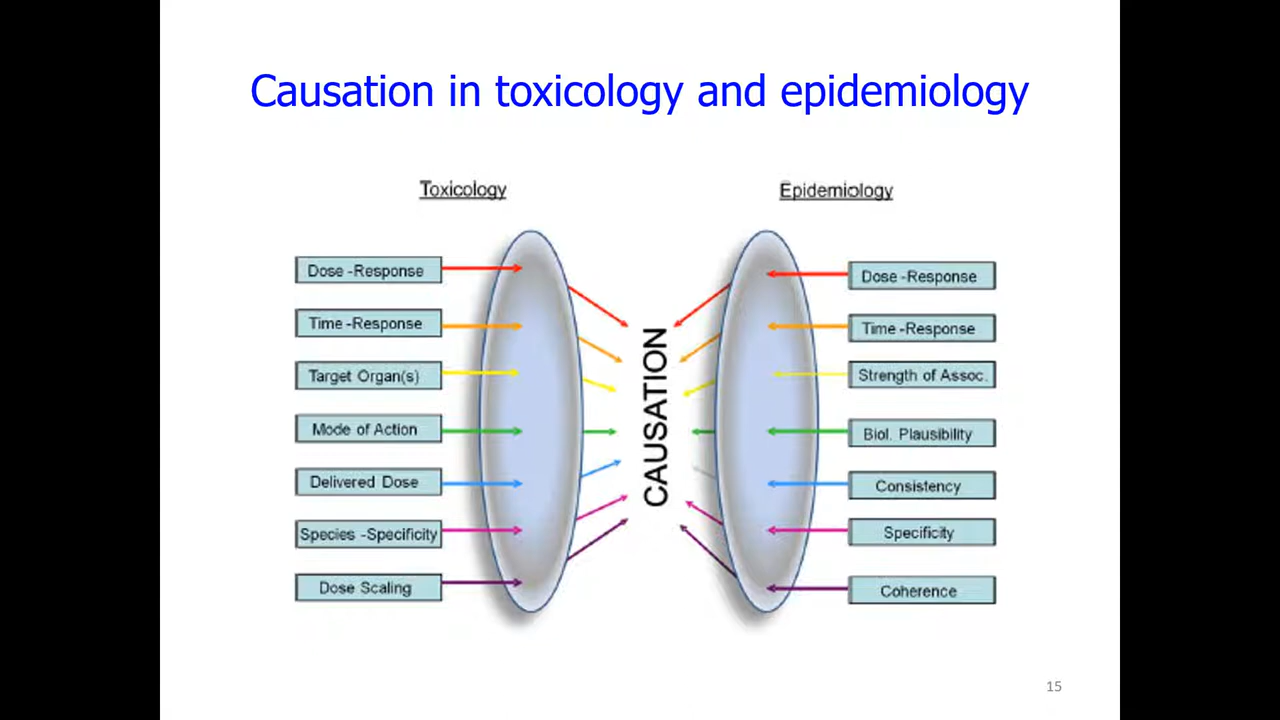 Causation in toxicology and epidemiology
Toxicology
Dose -Response
Time -Response
Target Organ(s)
Mode of Action
Delivered Dose
Species -Specificity
Dose Scaling
CAUSATION
Epidemiology
Dose -Response
Time -Response
Strength of Assoc.
Biol. Plausibility
Consistency
Specificity
Coherence
15